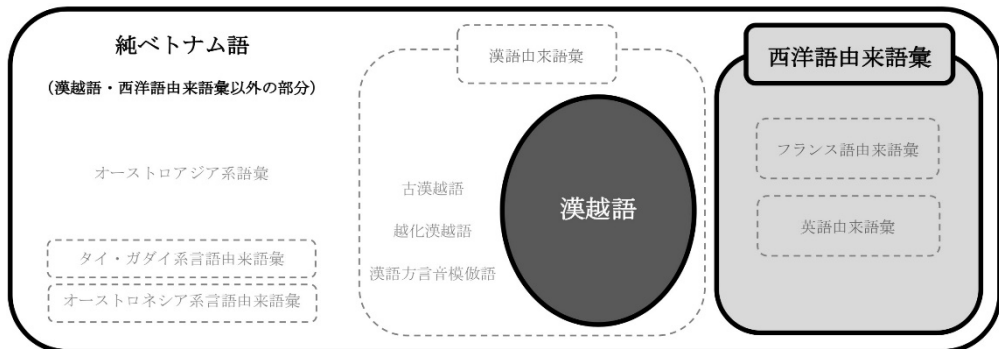 純ベトナム語
（漢越語・西洋語由来語彙以外の部分）
オーストロアジア系語彙
タイ・カダイ系言語由来語彙
オーストロネシア系言語由来語彙
漢語由来語彙
古漢越語
越化漢越語
漢語方言音模倣語
漢越語
西洋語由来語彙
フランス語由来語彙
英語由来語彙